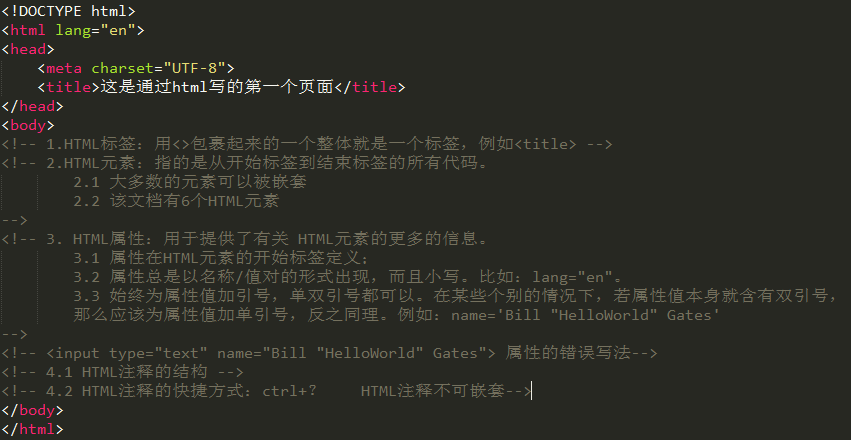 <!DOCTYPE html>
<html lang="en">
<head>
    <meta charset="UTF-8">
    <title>这是通过html写的第一个页面</title>
</head>
<body>
<!-- 1.HTML标签：用<>包裹起来的一个整体就是一个标签，例如<title> -->
<!-- 2.HTML元素：指的是从开始标签到结束标签的所有代码。
        2.1 大多数的元素可以被嵌套
        2.2 该文档有6个HTML元素
-->
<!-- 3. HTML属性：用于提供了有关 HTML元素的更多的信息。
        3.1 属性在HTML元素的开始标签定义；
        3.2 属性总是以名称/值对的形式出现，而且小写。比如：lang="en"。
        3.3 始终为属性值加引号，单双引号都可以。在某些个别的情况下，若属性值本身就含有双引号，
        那么应该为属性值加单引号，反之同理。例如：name='Bill "HelloWorld" Gates'
-->
<!-- <input type="text" name="Bill "HelloWorld" Gates"> 属性的错误写法-->
<!-- 4.1 HTML注释的结构 -->
<!-- 4.2 HTML注释的快捷方式：ctrl+？    HTML注释不可嵌套-->
</body>
</html>